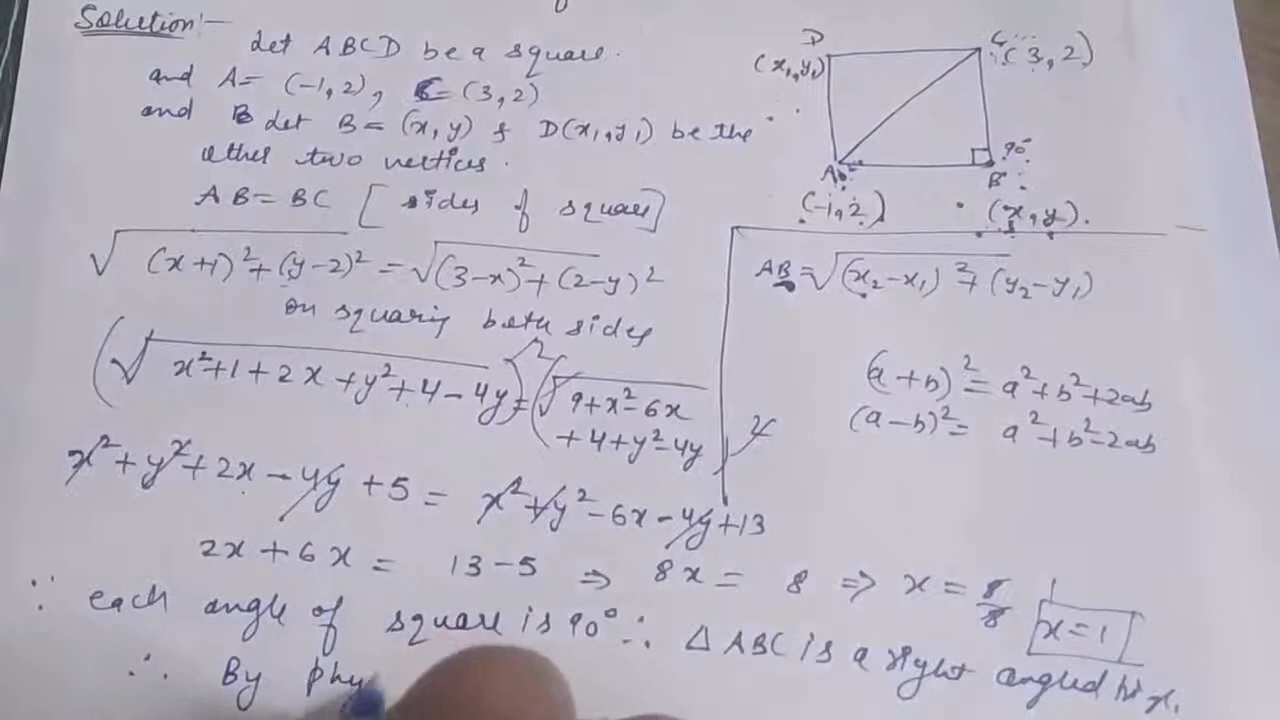 Solution:-
Let ABCD be a square.
and A= (-1,2), C= (3,2)
and B Let B= (x,y) & D(x₁,y₁) be the
other two vertices.
AB=BC [sides of square]
√(x+1)²+(y-2)² = √(3-x)²+(2-y)²
on squaring both sides
(√x²+1+2x+y²+4-4y)² = (√9+x²-6x
+4+y²-4y)²
x²+y²+2x-4y+5 = x²+y²-6x-4y+13
2x+6x = 13-5 ⇒ 8x = 8 ⇒ x = 8/8 1 x=1
∵ each angle of square is 90° ∴ △ABC is a right angled
∴ By phy
D
C
(x₁,y₁)
(3,2)
90°
A
B
(-1,2)
(x,y).
AB=√(x₂-x₁)²+(y₂-y₁)
(a+b)²= a²+b²+2ab
(a-b)²= a²+b²-2ab